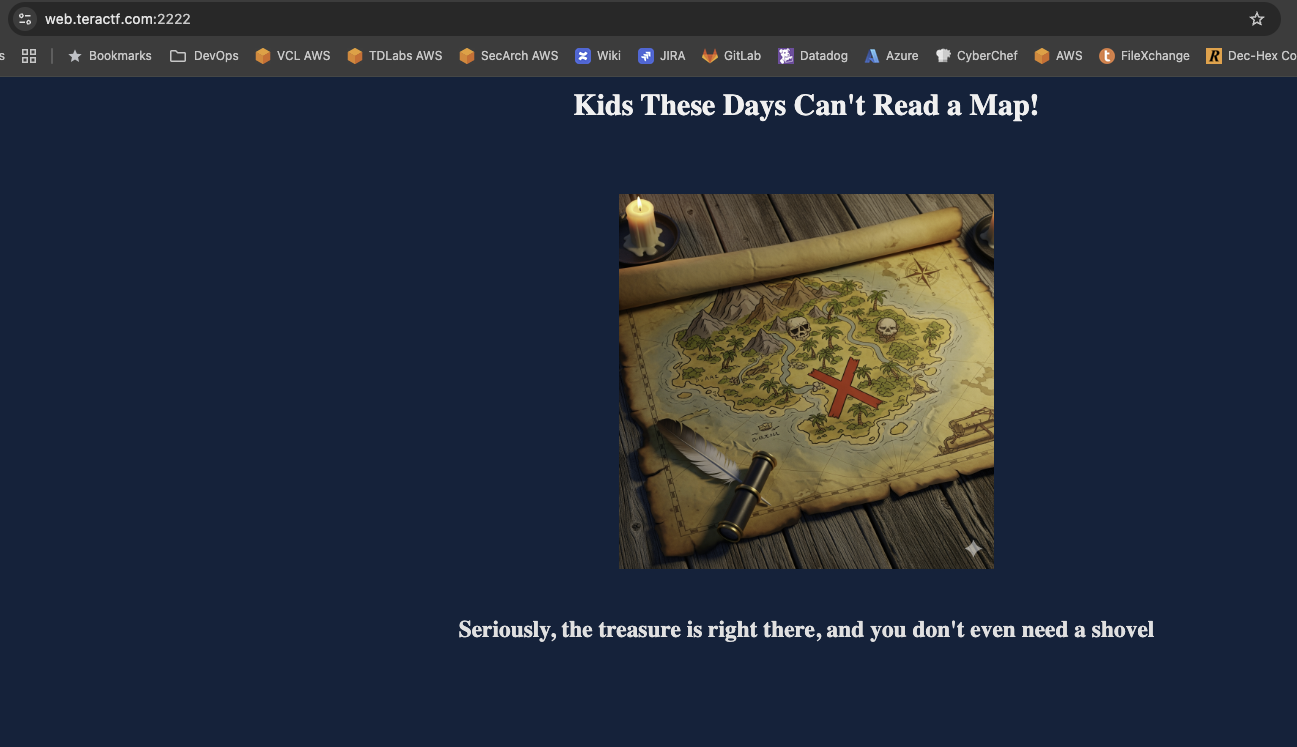 web.teractf.com:2222
s Bookmarks DevOps VCL AWS TDLabs AWS SecArch AWS Wiki JIRA GitLab Datadog Azure CyberChef AWS FileXchange Dec-Hex Co
Kids These Days Can't Read a Map!
Seriously, the treasure is right there, and you don't even need a shovel